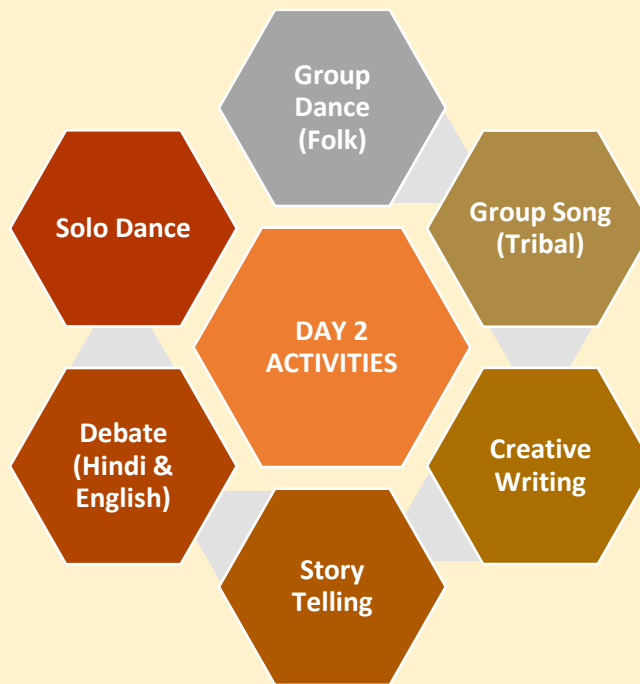 Group
Dance
(Folk)
Group Song
(Tribal)
Creative
Writing
Story
Telling
Debate
(Hindi &
English)
Solo Dance
DAY 2
ACTIVITIES